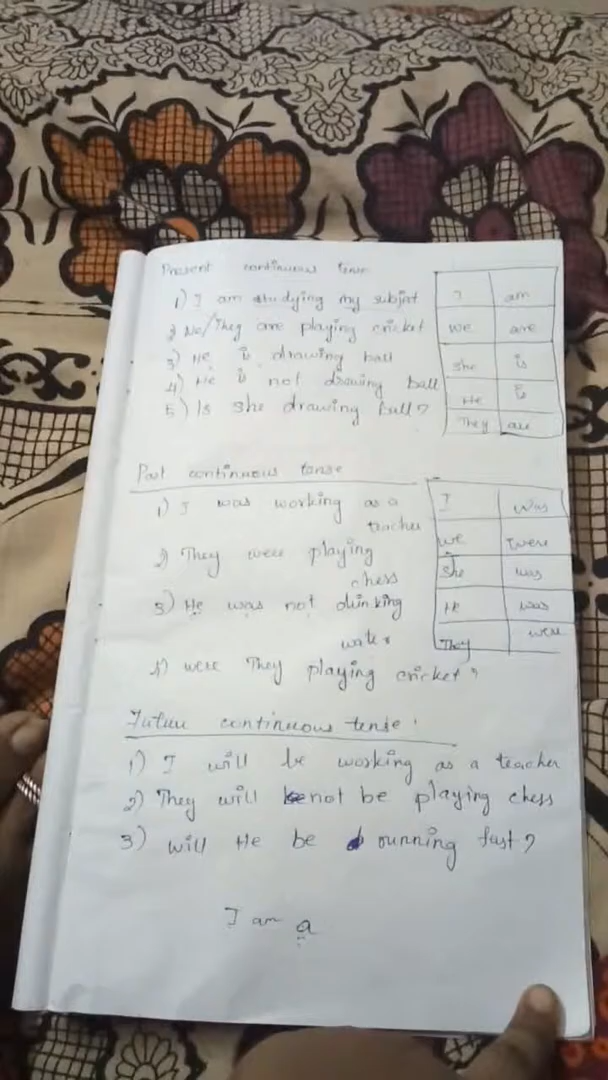 Present continuous tense
1) I am studying my subjet
2) We/They are playing cricket
3) He is drawing ball
4) He is not drawing ball
5) Is she drawing ball?
I am
we are
she is
He is
They are
Past continuous tense
1) I was working as a
teacher
2) They were playing
chess
3) He was not drinking
water
4) were They playing cricket?
I was
we were
She was
He was
They were
Future continuous tense:
1) I will be working as a teacher
2) They will not be playing chess
3) will He be running fast?
I am a